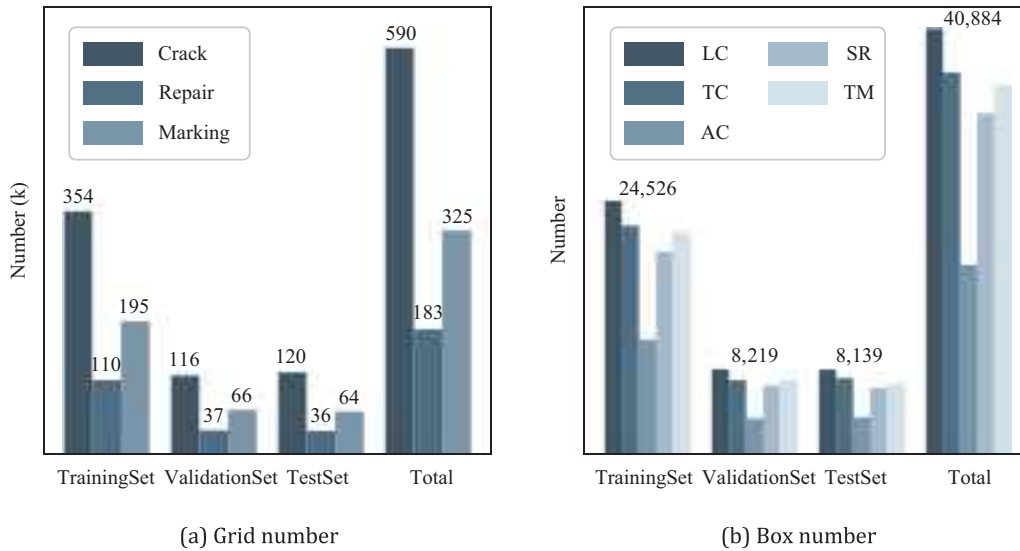 Number (k)
Crack
Repair
Marking
354
110
195
116
37
66
120
36
64
590
183
325
TrainingSet ValidationSet TestSet Total
(a) Grid number
Number
LC
TC
AC
SR
TM
24,526
8,219
8,139
40,884
TrainingSet ValidationSet TestSet Total
(b) Box number